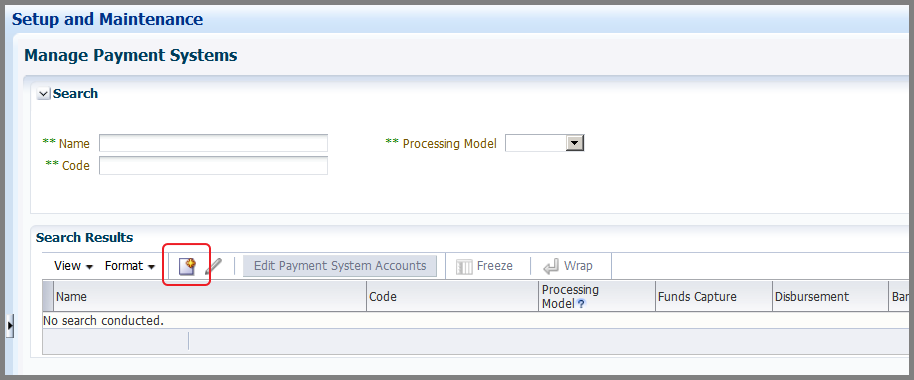 Setup and Maintenance
Manage Payment Systems
Search
** Name
** Processing Model
** Code
Search Results
View Format Edit Payment System Accounts Freeze Wrap
Name Code Processing Model ? Funds Capture Disbursement Ban
No search conducted.